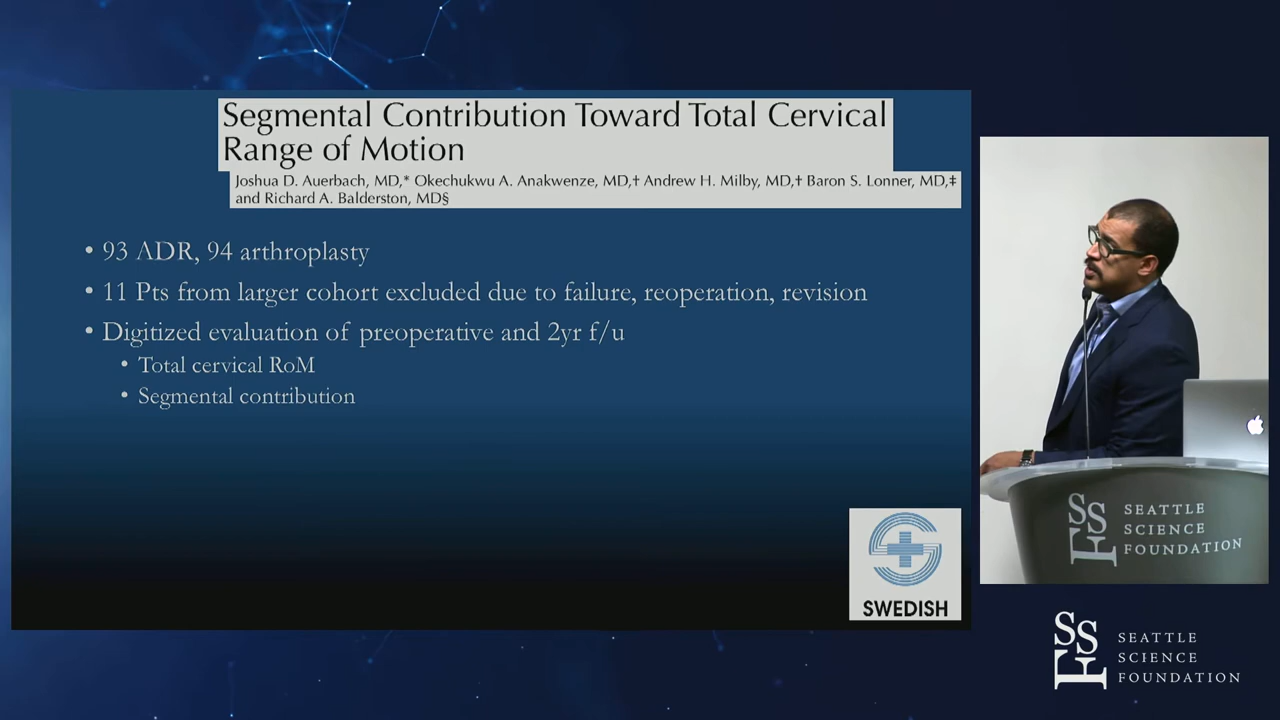 Segmental Contribution Toward Total Cervical
Range of Motion
Joshua D. Auerbach, MD,* Okechukwu A. Anakwenze, MD,† Andrew H. Milby, MD,† Baron S. Lonner, MD,‡
and Richard A. Balderston, MD§
• 93 ADR, 94 arthroplasty
• 11 Pts from larger cohort excluded due to failure, reoperation, revision
• Digitized evaluation of preoperative and 2yr f/u
• Total cervical RoM
• Segmental contribution
SWEDISH
SSF
SEATTLE
SCIENCE
FOUNDATION
SSF
SEATTLE
SCIENCE
FOUNDATION